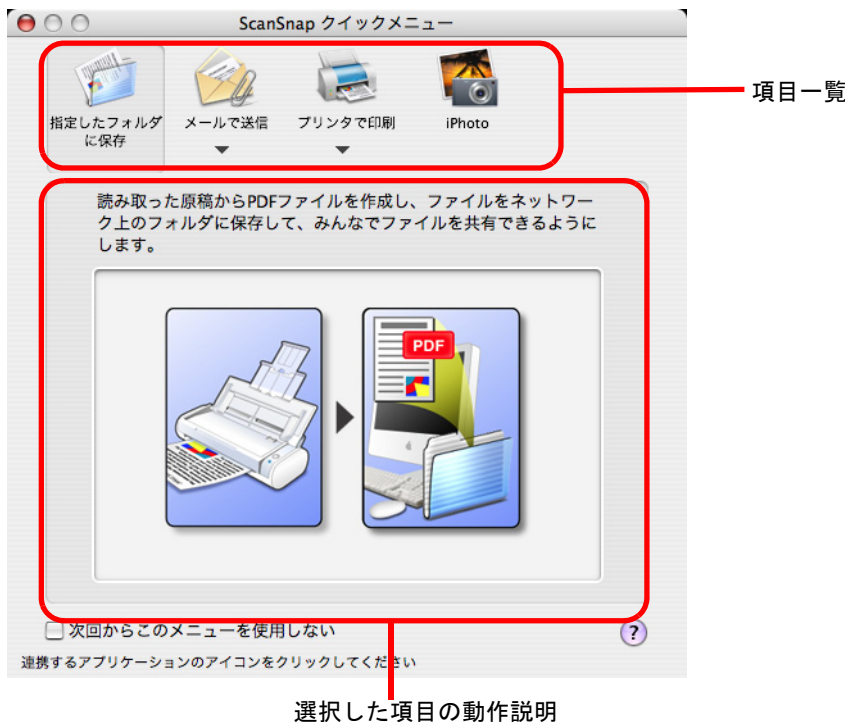 ScanSnap クイックメニュー
指定したフォルダ
に保存
メールで送信
プリンタで印刷
iPhoto
項目一覧
読み取った原稿からPDFファイルを作成し、ファイルをネットワー
ク上のフォルダに保存して、みんなでファイルを共有できるように
します。
PDF
次回からこのメニューを使用しない
?
連携するアプリケーションのアイコンをクリックしてください
選択した項目の動作説明